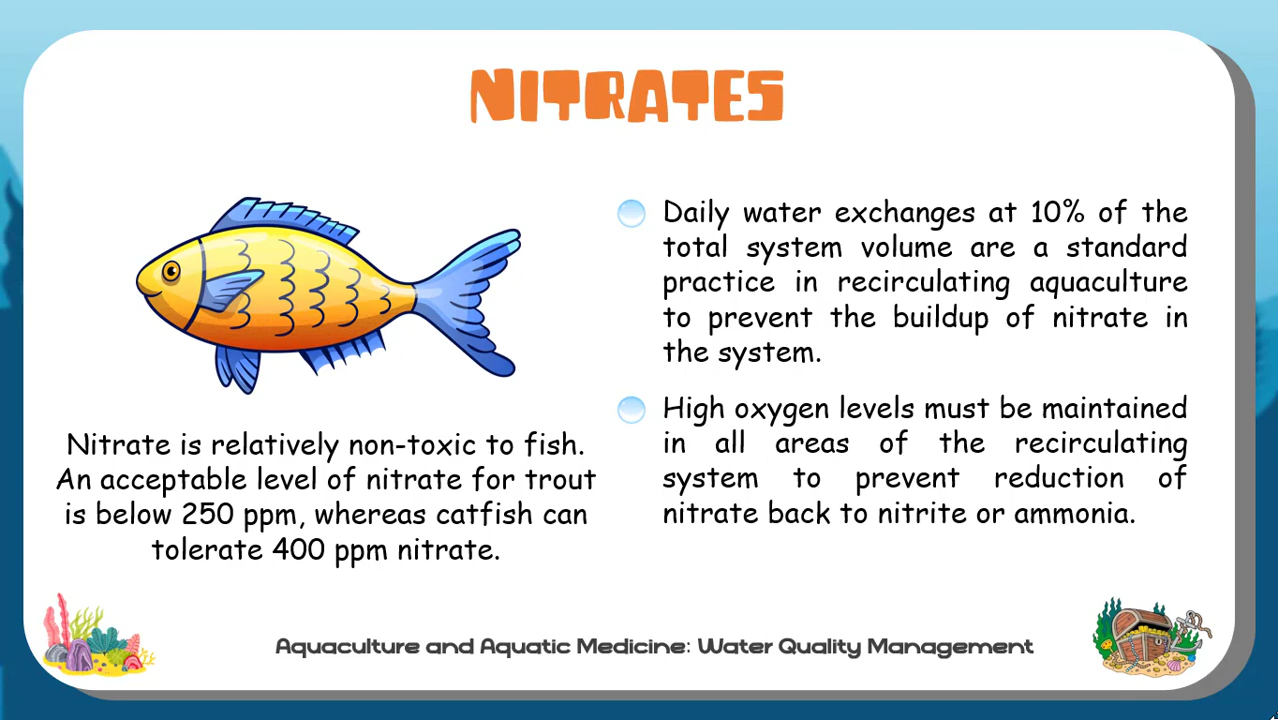 NITRATES
Nitrate is relatively non-toxic to fish.
An acceptable level of nitrate for trout
is below 250 ppm, whereas catfish can
tolerate 400 ppm nitrate.
Daily water exchanges at 10% of the
total system volume are a standard
practice in recirculating aquaculture
to prevent the buildup of nitrate in
the system.
High oxygen levels must be maintained
in all areas of the recirculating
system to prevent reduction of
nitrate back to nitrite or ammonia.
Aquaculture and Aquatic Medicine: Water Quality Management